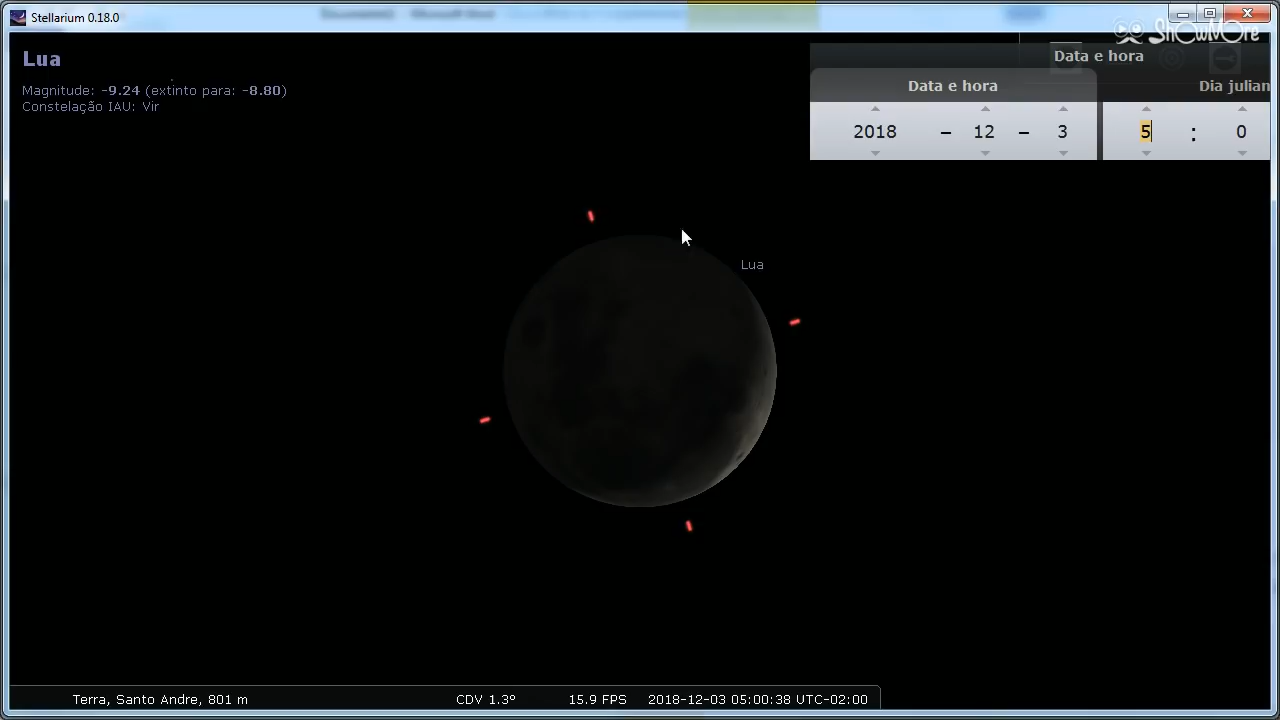 Stellarium 0.18.0
ShowMore
Lua
Magnitude: -9.24 (extinto para: -8.80)
Constelação IAU: Vir
Data e hora
Data e hora
Dia julian
2018 - 12 - 3
5 : 0
Lua
Terra, Santo Andre, 801 m
CDV 1.3°
15.9 FPS
2018-12-03 05:00:38 UTC-02:00